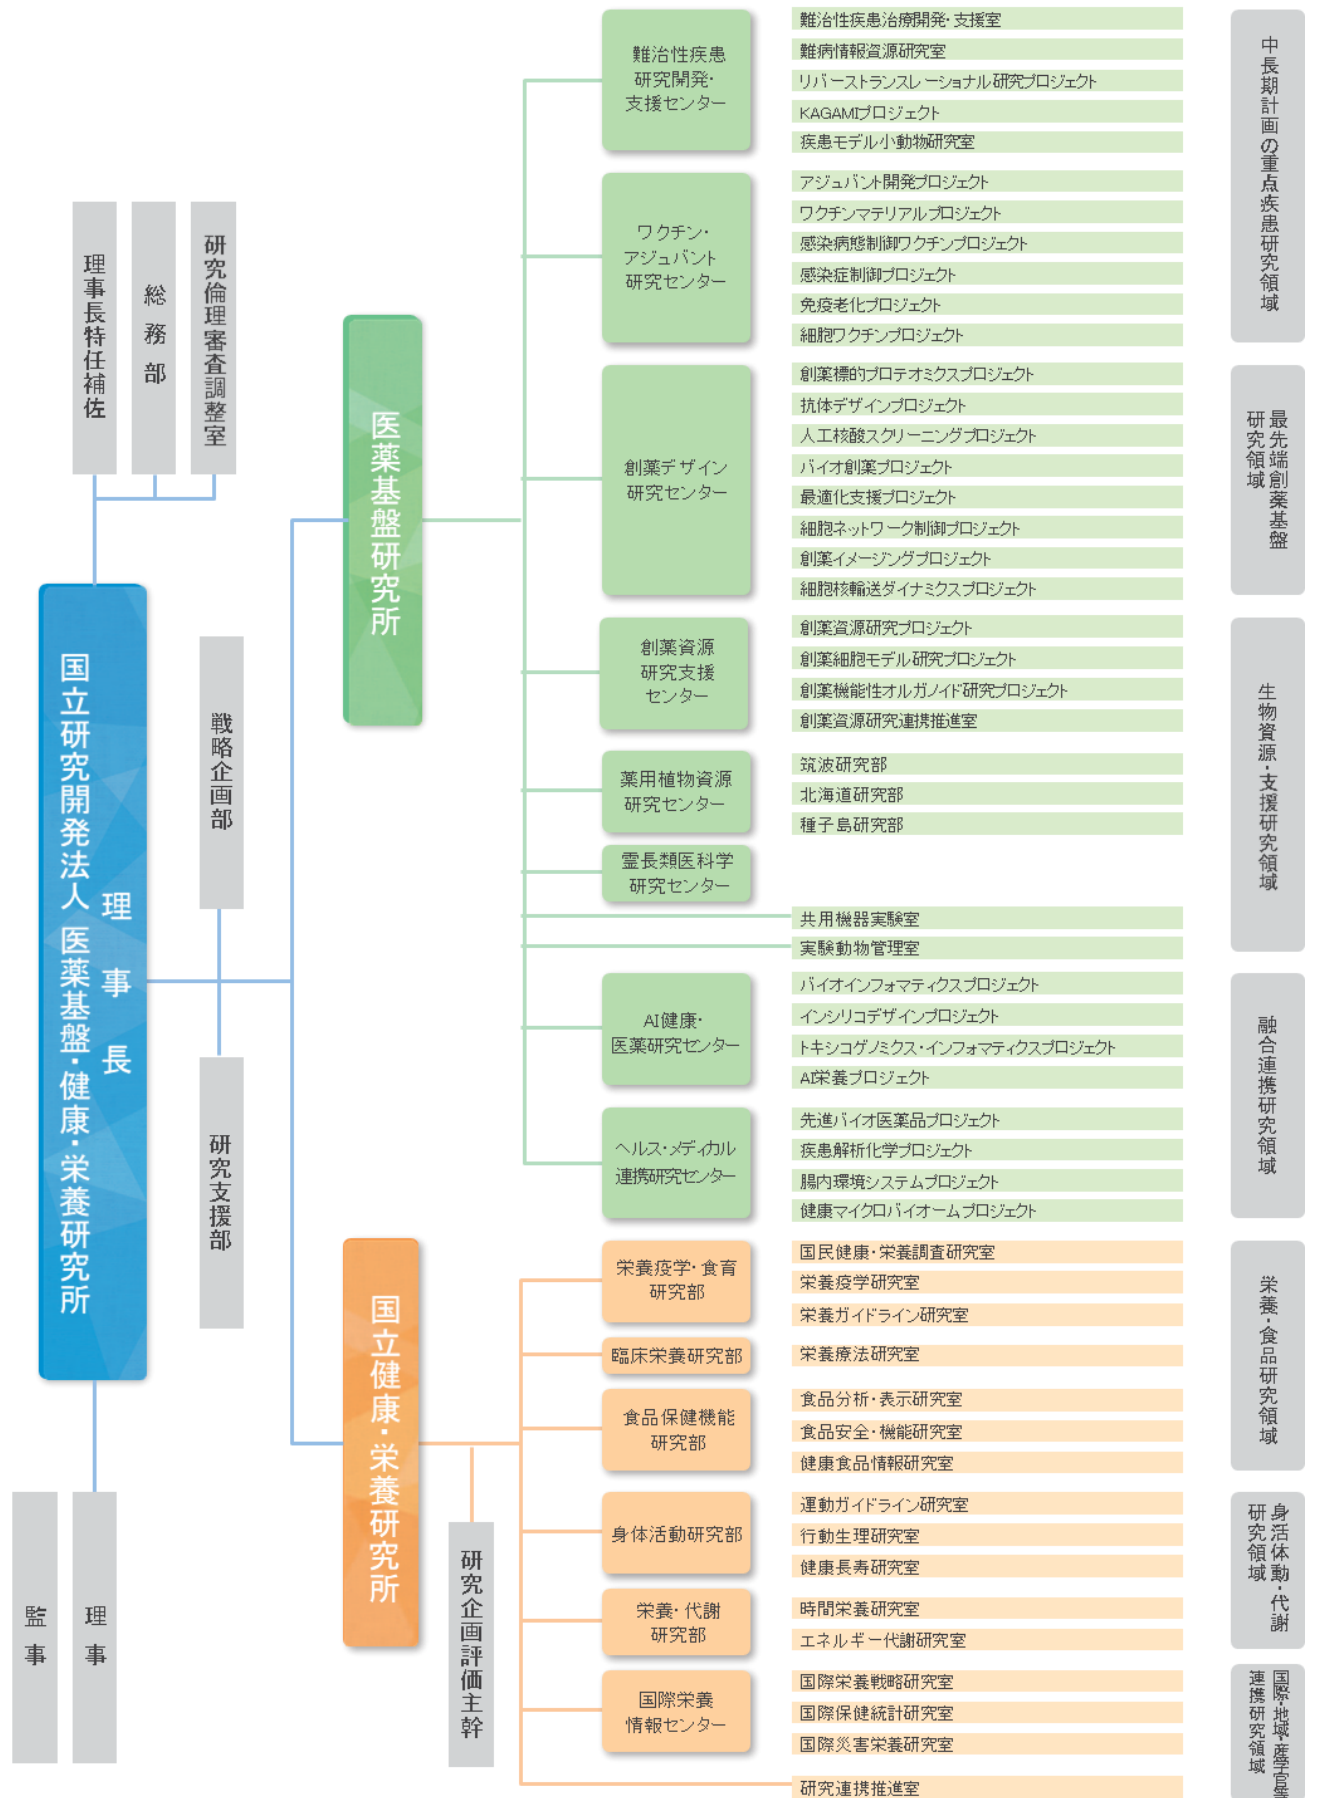 国立研究開発法人 医薬基盤・健康・栄養研究所
理事長
理事長特任補佐
総務部
研究倫理審査調整室
戦略企画部
研究支援部
監事
理事
医薬基盤研究所
難治性疾患
研究開発・
支援センター
難治性疾患治療開発・支援室
難病情報資源研究室
リバーストランスレーショナル研究プロジェクト
KAGAMIプロジェクト
疾患モデル小動物研究室
ワクチン・
アジュバント
研究センター
アジュバント開発プロジェクト
ワクチンマテリアルプロジェクト
感染病態制御ワクチンプロジェクト
感染症制御プロジェクト
免疫老化プロジェクト
細胞ワクチンプロジェクト
中長期計画の重点疾患研究領域
創薬デザイン
研究センター
創薬標的プロテオミクスプロジェクト
抗体デザインプロジェクト
人工核酸スクリーニングプロジェクト
バイオ創薬プロジェクト
最適化支援プロジェクト
細胞ネットワーク制御プロジェクト
創薬イメージングプロジェクト
細胞核輸送ダイナミクスプロジェクト
最先端創薬基盤
研究領域
創薬資源
研究支援
センター
創薬資源研究プロジェクト
創薬細胞モデル研究プロジェクト
創薬機能性オルガノイド研究プロジェクト
創薬資源研究連携推進室
薬用植物資源
研究センター
筑波研究部
北海道研究部
種子島研究部
霊長類医科学
研究センター
共用機器実験室
実験動物管理室
生物資源・支援研究領域
AI健康・
医薬研究センター
バイオインフォマティクスプロジェクト
インシリコデザインプロジェクト
トキシコゲノミクス・インフォマティクスプロジェクト
AI栄養プロジェクト
ヘルス・メディカル
連携研究センター
先進バイオ医薬品プロジェクト
疾患解析化学プロジェクト
腸内環境システムプロジェクト
健康マイクロバイオームプロジェクト
融合連携研究領域
国立健康・栄養研究所
研究企画評価主幹
栄養疫学・食育
研究部
国民健康・栄養調査研究室
栄養疫学研究室
栄養ガイドライン研究室
臨床栄養研究部
栄養療法研究室
食品保健機能
研究部
食品分析・表示研究室
食品安全・機能研究室
健康食品情報研究室
栄養・食品研究領域
身体活動研究部
運動ガイドライン研究室
行動生理研究室
健康長寿研究室
栄養・代謝
研究部
時間栄養研究室
エネルギー代謝研究室
身活体動・代謝
研究領域
国際栄養
情報センター
国際栄養戦略研究室
国際保健統計研究室
国際災害栄養研究室
研究連携推進室
国際・地域・産学官等
連携研究領域